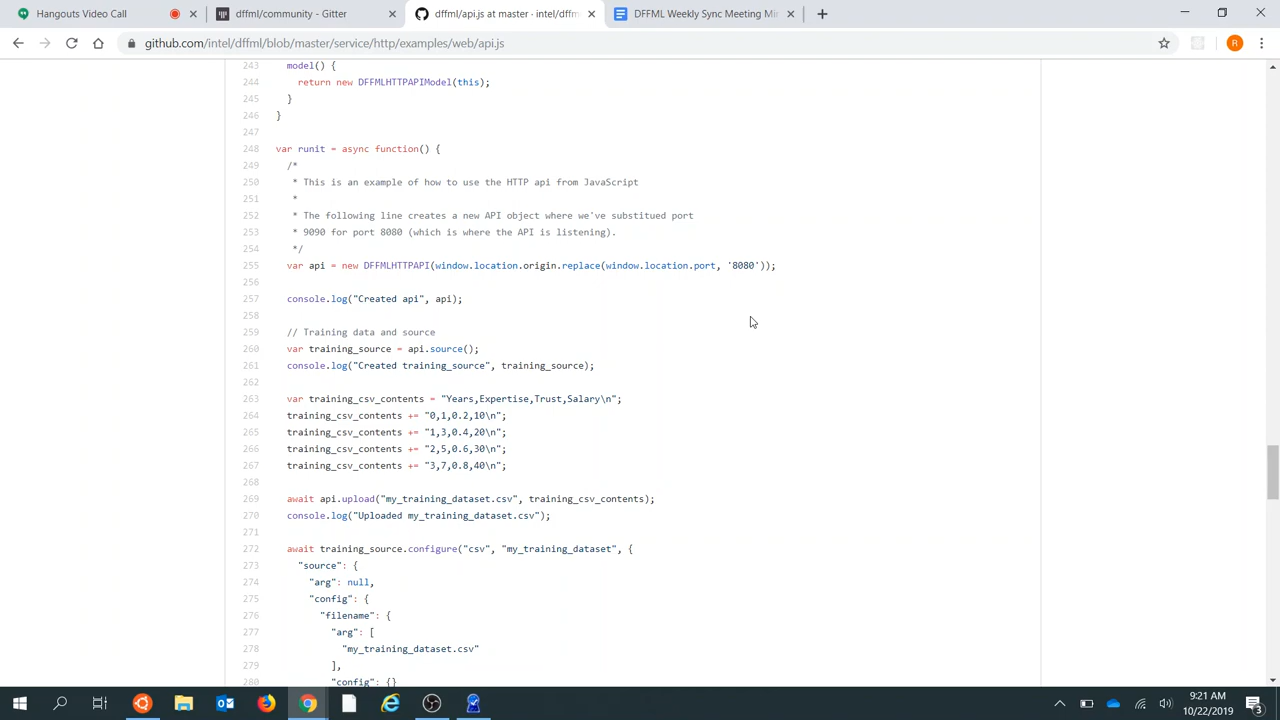 Hangouts Video Call
dffml/community - Gitter
dffml/api.js at master · intel/dffm
DFFML Weekly Sync Meeting Min
github.com/intel/dffml/blob/master/service/http/examples/web/api.js
R
243 model() {
244 return new DFFMLHTTPAPIModel(this);
245 }
246 }
247
248 var runit = async function() {
249 /*
250 * This is an example of how to use the HTTP api from JavaScript
251 *
252 * The following line creates a new API object where we've substitued port
253 * 9090 for port 8080 (which is where the API is listening).
254 */
255 var api = new DFFMLHTTPAPI(window.location.origin.replace(window.location.port, '8080'));
256
257 console.log("Created api", api);
258
259 // Training data and source
260 var training_source = api.source();
261 console.log("Created training_source", training_source);
262
263 var training_csv_contents = "Years,Expertise,Trust,Salary\n";
264 training_csv_contents += "0,1,0.2,10\n";
265 training_csv_contents += "1,3,0.4,20\n";
266 training_csv_contents += "2,5,0.6,30\n";
267 training_csv_contents += "3,7,0.8,40\n";
268
269 await api.upload("my_training_dataset.csv", training_csv_contents);
270 console.log("Uploaded my_training_dataset.csv");
271
272 await training_source.configure("csv", "my_training_dataset", {
273 "source": {
274 "arg": null,
275 "config": {
276 "filename": {
277 "arg": [
278 "my_training_dataset.csv"
279 ],
280 "config": {}
9:21 AM
10/22/2019
3